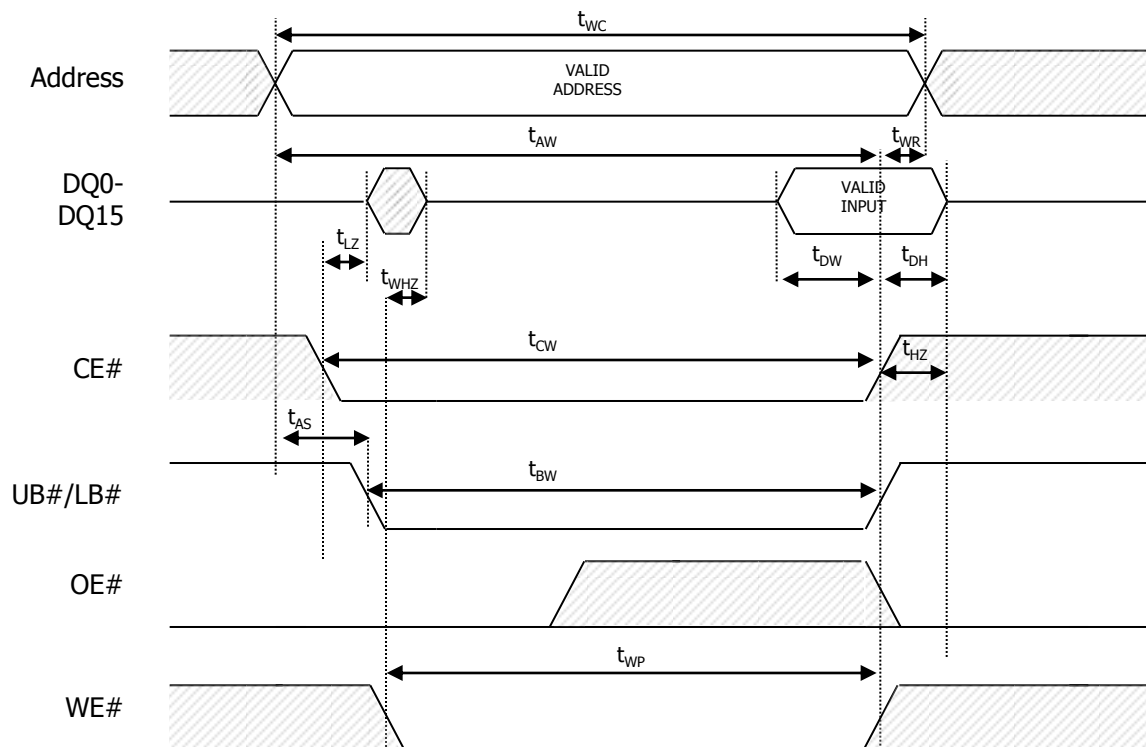 tWC
Address
VALID
ADDRESS
tAW
tWR
DQ0-
DQ15
VALID
INPUT
tLZ
tWHZ
tDW
tDH
CE#
tCW
tHZ
tAS
UB#/LB#
tBW
OE#
tWP
WE#